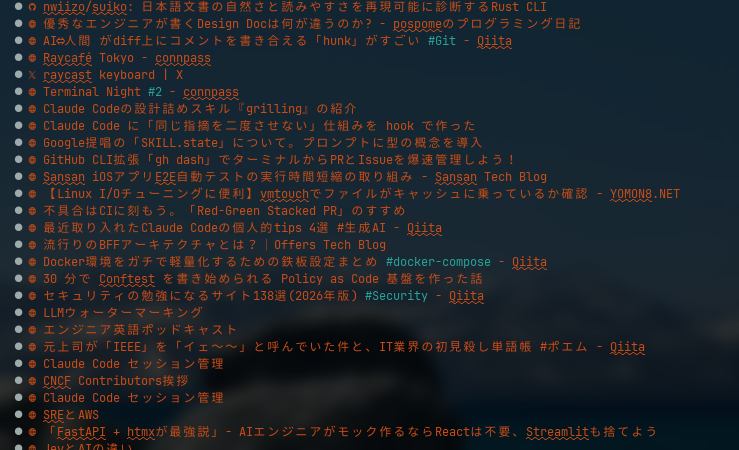 nwiizo/suiko: 日本語文書の自然さと読みやすさを再現可能に診断するRust CLI
優秀なエンジニアが書くDesign Docは何が違うのか? - pospomeのプログラミング日記
AI⇔人間 がdiff上にコメントを書き合える「hunk」がすごい #Git - Qiita
Raycafé Tokyo - connpass
raycast keyboard | X
Terminal Night #2 - connpass
Claude Codeの設計詰めスキル『grilling』の紹介
Claude Code に「同じ指摘を二度させない」仕組みを hook で作った
Google提唱の「SKILL.state」について。プロンプトに型の概念を導入
GitHub CLI拡張「gh dash」でターミナルからPRとIssueを爆速管理しよう！
Sansan iOSアプリE2E自動テストの実行時間短縮の取り組み - Sansan Tech Blog
【Linux I/Oチューニングに便利】vmtouchでファイルがキャッシュに乗っているか確認 - YOMON8.NET
不具合はCIに刻もう。「Red-Green Stacked PR」のすすめ
最近取り入れたClaude Codeの個人的tips 4選 #生成AI - Qiita
流行りのBFFアーキテクチャとは？｜Offers Tech Blog
Docker環境をガチで軽量化するための鉄板設定まとめ #docker-compose - Qiita
30 分で Conftest を書き始められる Policy as Code 基盤を作った話
セキュリティの勉強になるサイト138選(2026年版) #Security - Qiita
LLMウォーターマーキング
エンジニア英語ポッドキャスト
元上司が「IEEE」を「イェ〜〜」と呼んでいた件と、IT業界の初見殺し単語帳 #ポエム - Qiita
Claude Code セッション管理
CNCF Contributors挨拶
Claude Code セッション管理
SREとAWS
「FastAPI + htmxが最強説」- AIエンジニアがモック作るならReactは不要、Streamlitも捨てよう